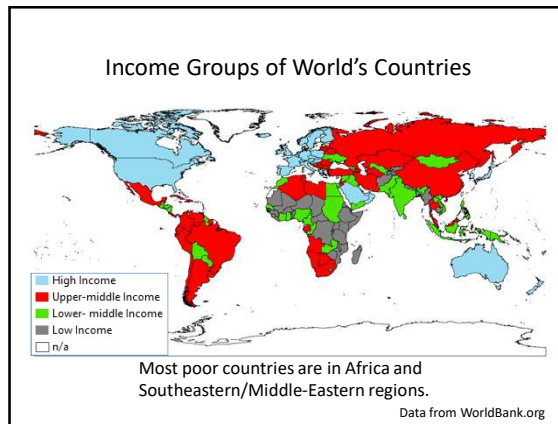 Income Groups of World's Countries
High Income
Upper-middle Income
Lower- middle Income
Low Income
n/a
Most poor countries are in Africa and
Southeastern/Middle-Eastern regions.
Data from WorldBank.org